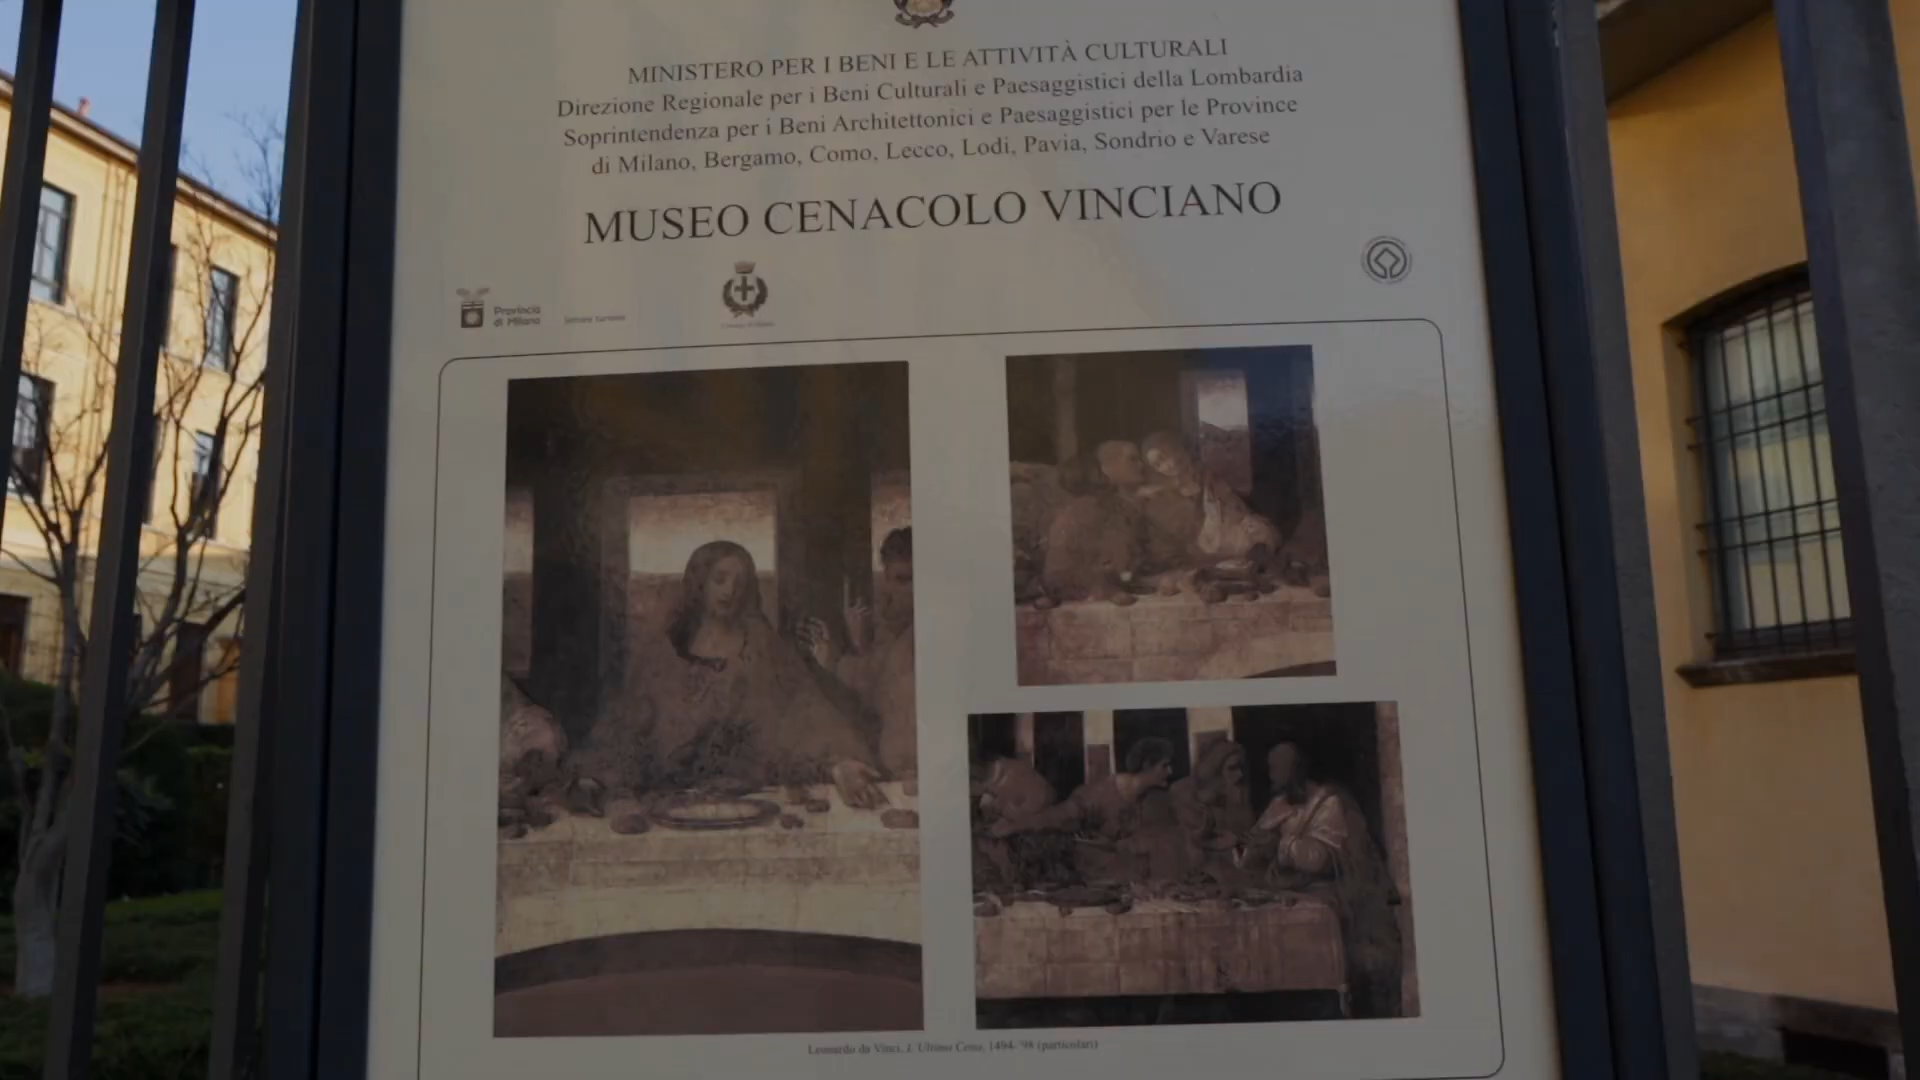 MINISTERO PER I BENI E LE ATTIVITÀ CULTURALI
Direzione Regionale per i Beni Culturali e Paesaggistici della Lombardia
Soprintendenza per i Beni Architettonici e Paesaggistici per le Province
di Milano, Bergamo, Como, Lecco, Lodi, Pavia, Sondrio e Varese
MUSEO CENACOLO VINCIANO
Provincia
di Milano
Leonardo da Vinci, L'Ultima Cena, 1494-'98 (particolari)